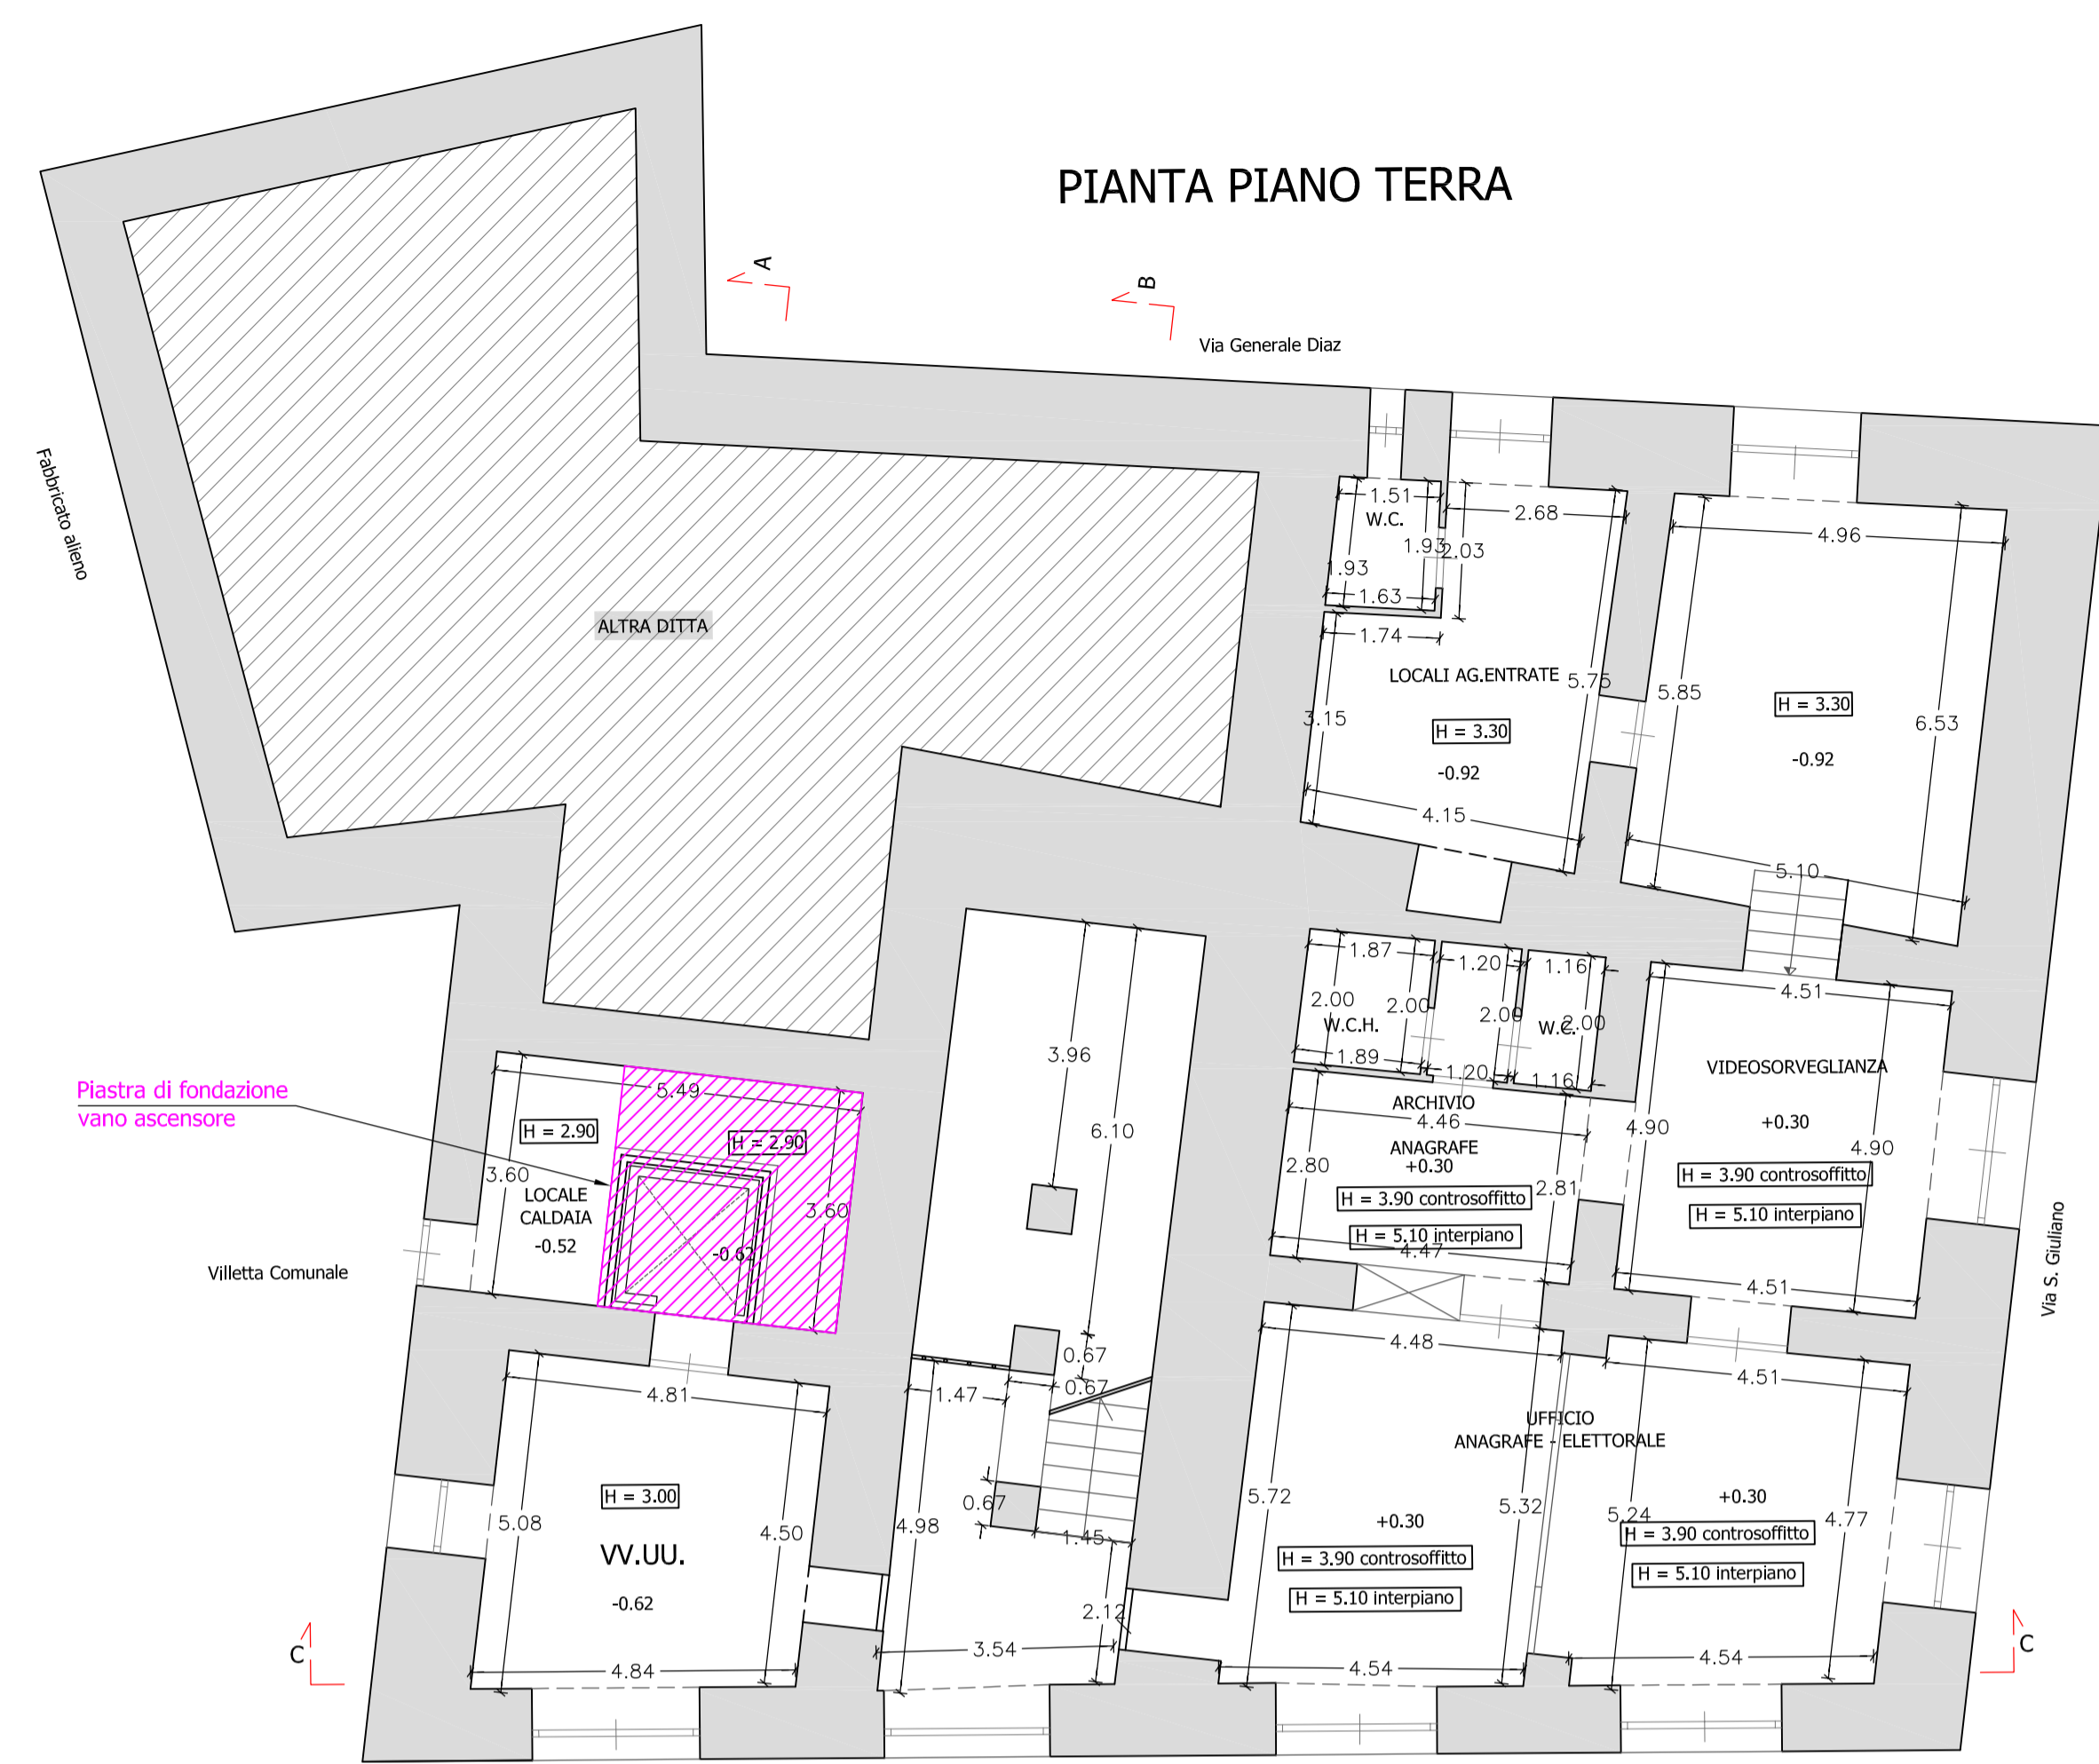 PIANTA PIANO TERRA
A
B
Via Generale Diaz
Fabbricato alieno
ALTRA DITTA
1.51
W.C.
2.68
1.93
2.03
1.93
1.63
1.74
4.96
LOCALI AG.ENTRATE
5.75
5.85
H = 3.30
H = 3.30
3.15
6.53
-0.92
-0.92
4.15
5.10
1.87
1.20
1.16
4.51
2.00
2.00
2.00
2.00
W.C.H.
W.C.
1.89
1.20
1.16
VIDEOSORVEGLIANZA
+0.30
4.90
4.90
H = 3.90 controsoffitto
H = 5.10 interpiano
4.51
ARCHIVIO
4.46
ANAGRAFE
+0.30
2.80
2.81
H = 3.90 controsoffitto
H = 5.10 interpiano
4.47
3.96
6.10
Piastra di fondazione
vano ascensore
5.49
H = 2.90
H = 2.90
3.60
3.60
LOCALE
CALDAIA
-0.52
-0.62
Villetta Comunale
Via S. Giuliano
0.67
0.67
1.47
4.81
4.48
4.51
UFFICIO
ANAGRAFE - ELETTORALE
H = 3.00
5.08
4.50
VV.UU.
-0.62
4.98
0.67
1.45
2.12
3.54
5.72
5.32
+0.30
H = 3.90 controsoffitto
H = 5.10 interpiano
5.24
+0.30
4.77
H = 3.90 controsoffitto
H = 5.10 interpiano
C
C
4.84
4.54
4.54